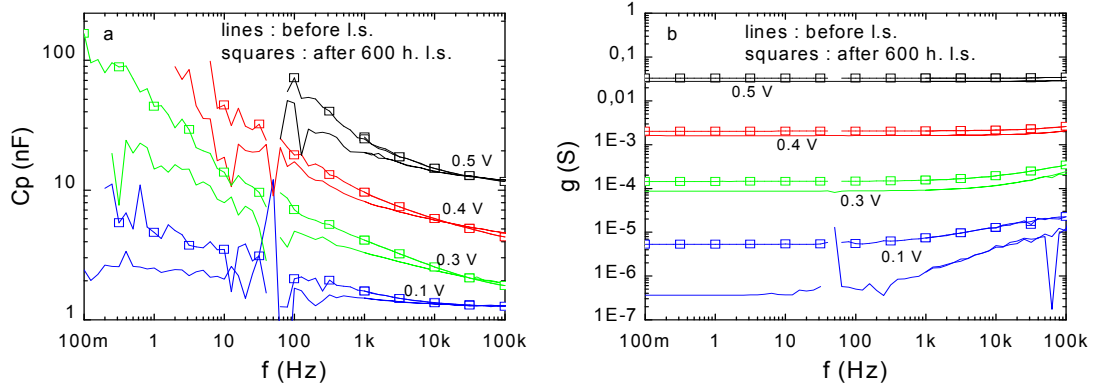 a
lines : before l.s.
squares : after 600 h. l.s.
Cp (nF)
100
10
1
0.5 V
0.4 V
0.3 V
0.1 V
100m 1 10 100 1k 10k 100k
f (Hz)
b
lines : before l.s.
squares : after 600 h. l.s.
g (S)
1
0,1
0,01
1E-3
1E-4
1E-5
1E-6
1E-7
0.5 V
0.4 V
0.3 V
0.1 V
100m 1 10 100 1k 10k 100k
f (Hz)